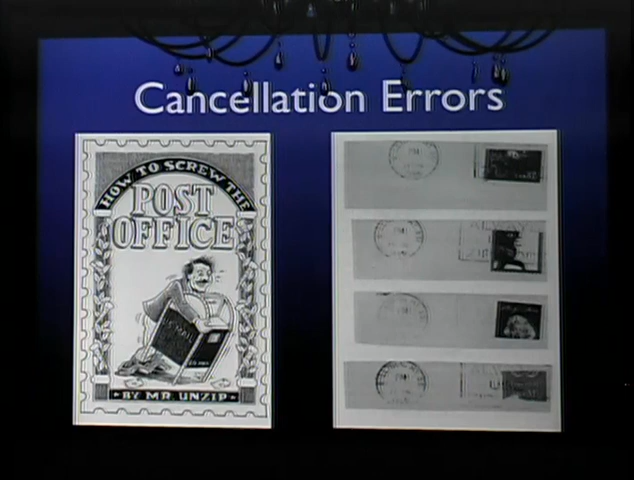 Cancellation Errors
HOW TO SCREW THE
POST
OFFICE
BY MR. UNZIP